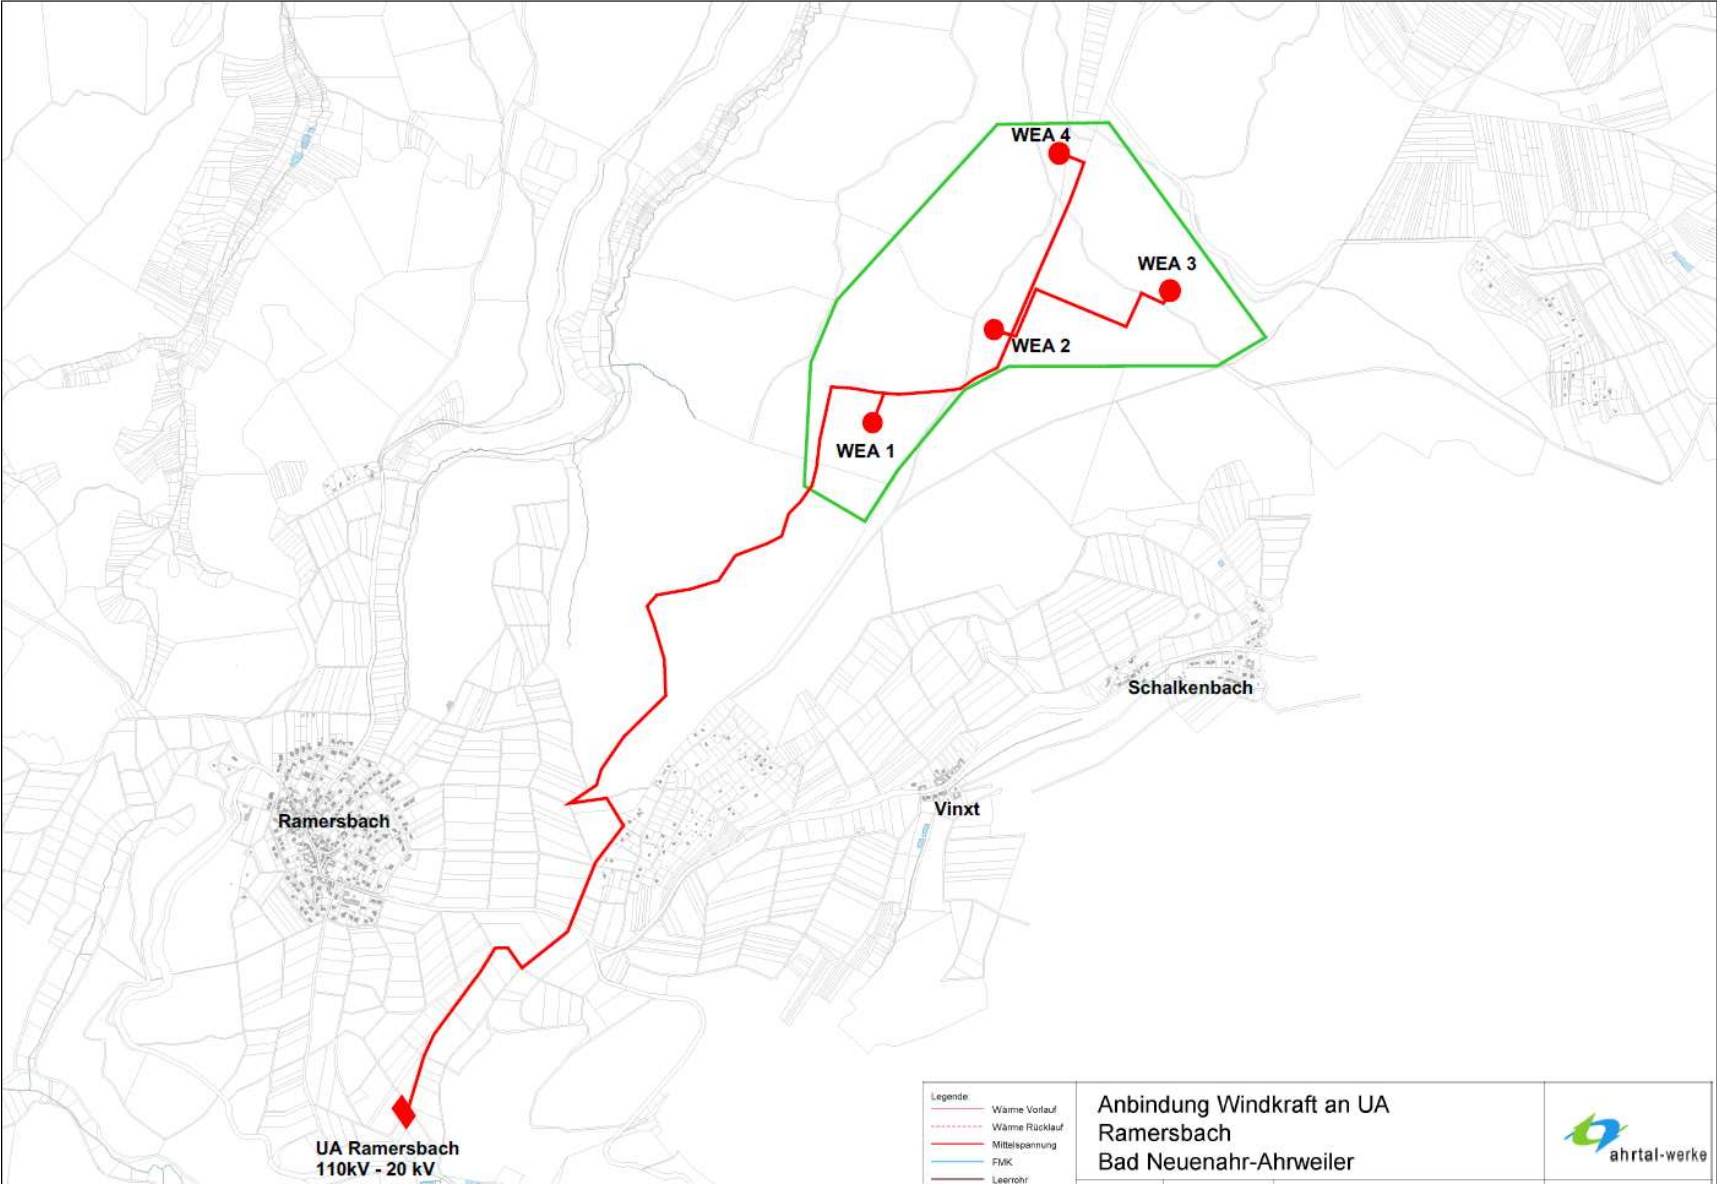 WEA 4
WEA 3
WEA 2
WEA 1
Schalkenbach
Vinxt
Ramersbach
UA Ramersbach
110kV - 20 kV
Legende:
Wärme Vorlauf
Wärme Rücklauf
Mittelspannung
FMK
Leerrohr
Anbindung Windkraft an UA
Ramersbach
Bad Neuenahr-Ahrweiler
ahrtal-werke